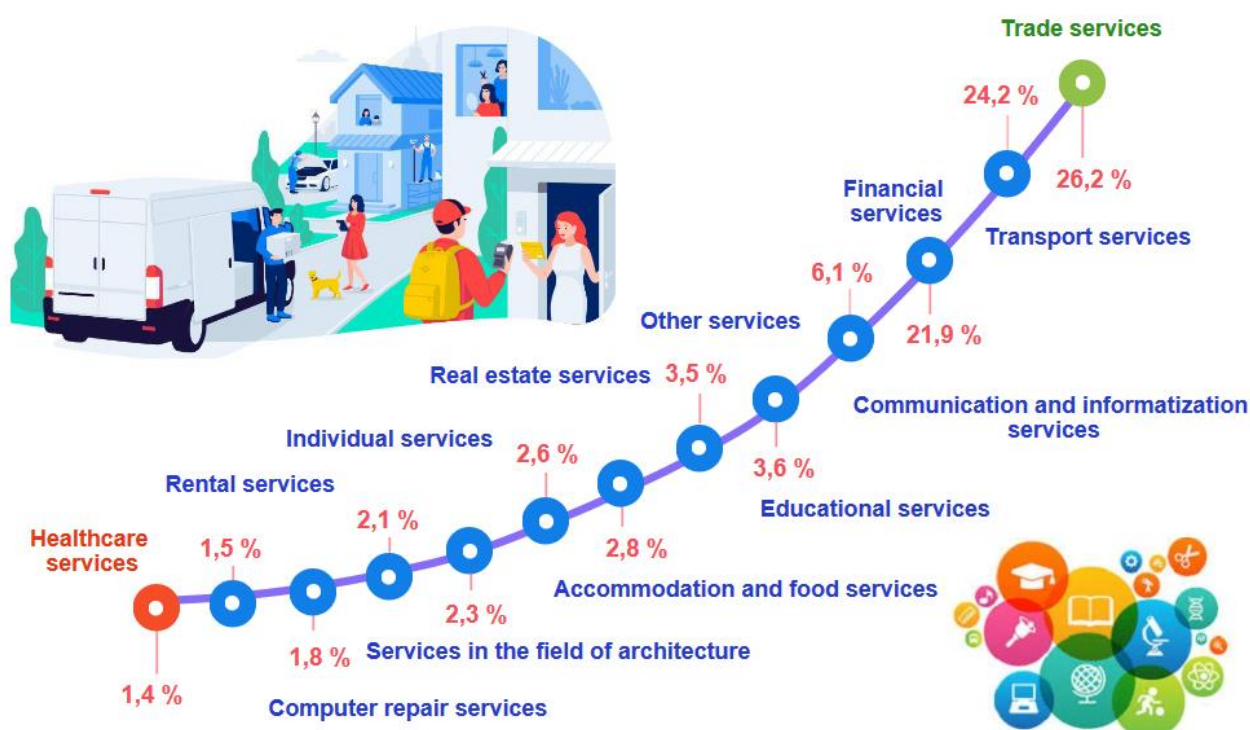 Trade services
24,2 %
26,2 %
Financial
services
Transport services
6,1 %
21,9 %
Other services
Real estate services
3,5 %
Communication and informatization
services
Individual services
2,6 %
3,6 %
Rental services
Educational services
2,1 %
Healthcare
services
1,5 %
2,8 %
Accommodation and food services
2,3 %
1,8 %
Services in the field of architecture
1,4 %
Computer repair services